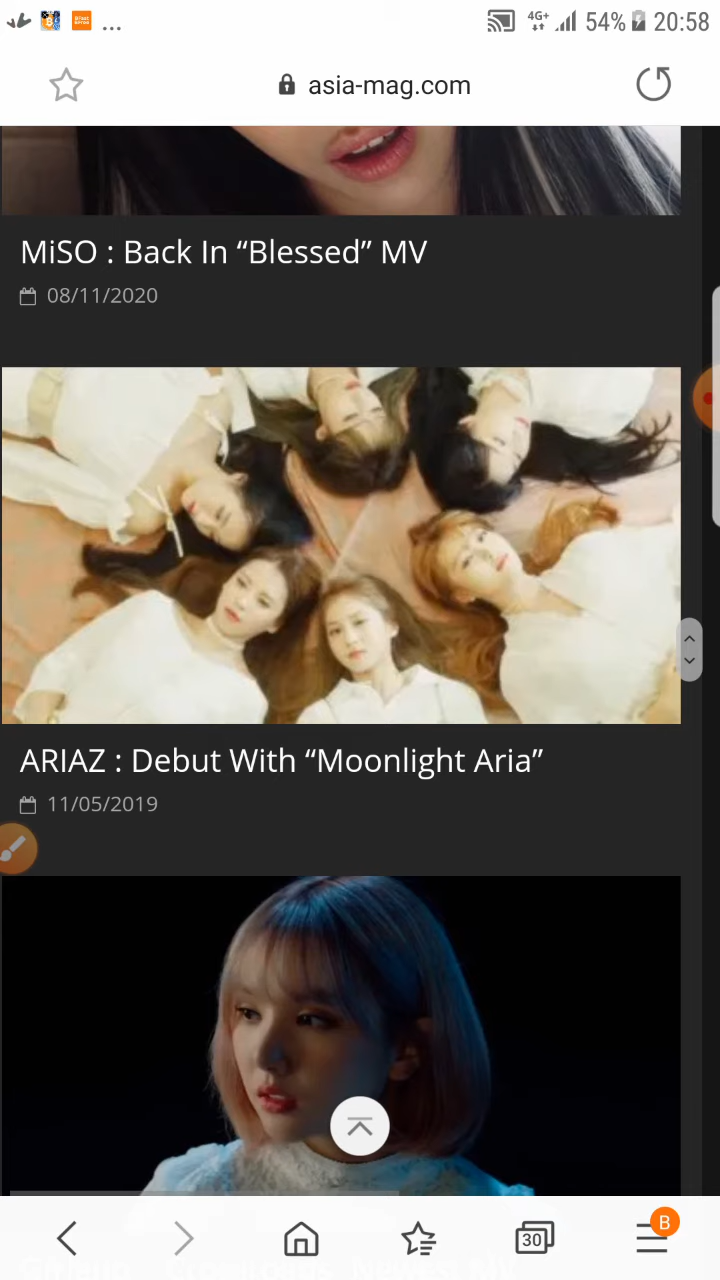 ...
4G+
54%
20:58
asia-mag.com
MiSO : Back In “Blessed” MV
08/11/2020
ARIAZ : Debut With “Moonlight Aria”
11/05/2019
30
B